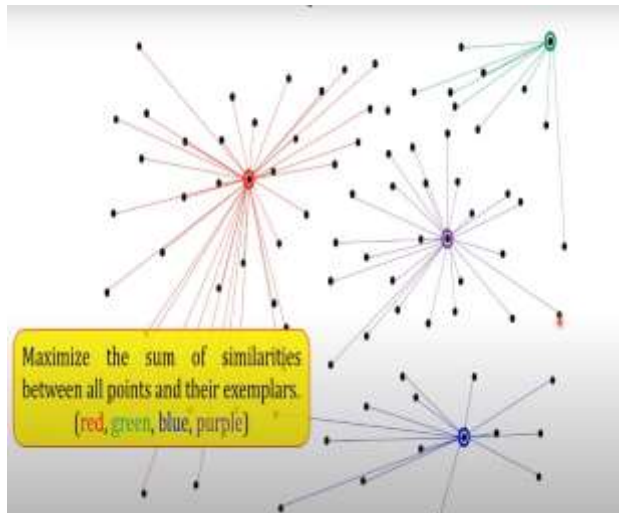 Maximize the sum of similarities
between all points and their exemplars.
(red, green, blue, purple)